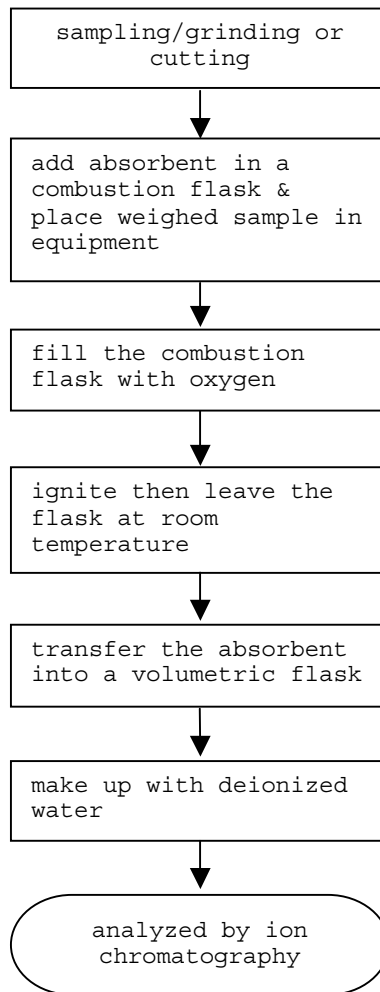 sampling/grinding or
cutting
add absorbent in a
combustion flask &
place weighed sample in
equipment
fill the combustion
flask with oxygen
ignite then leave the
flask at room
temperature
transfer the absorbent
into a volumetric flask
make up with deionized
water
analyzed by ion
chromatography